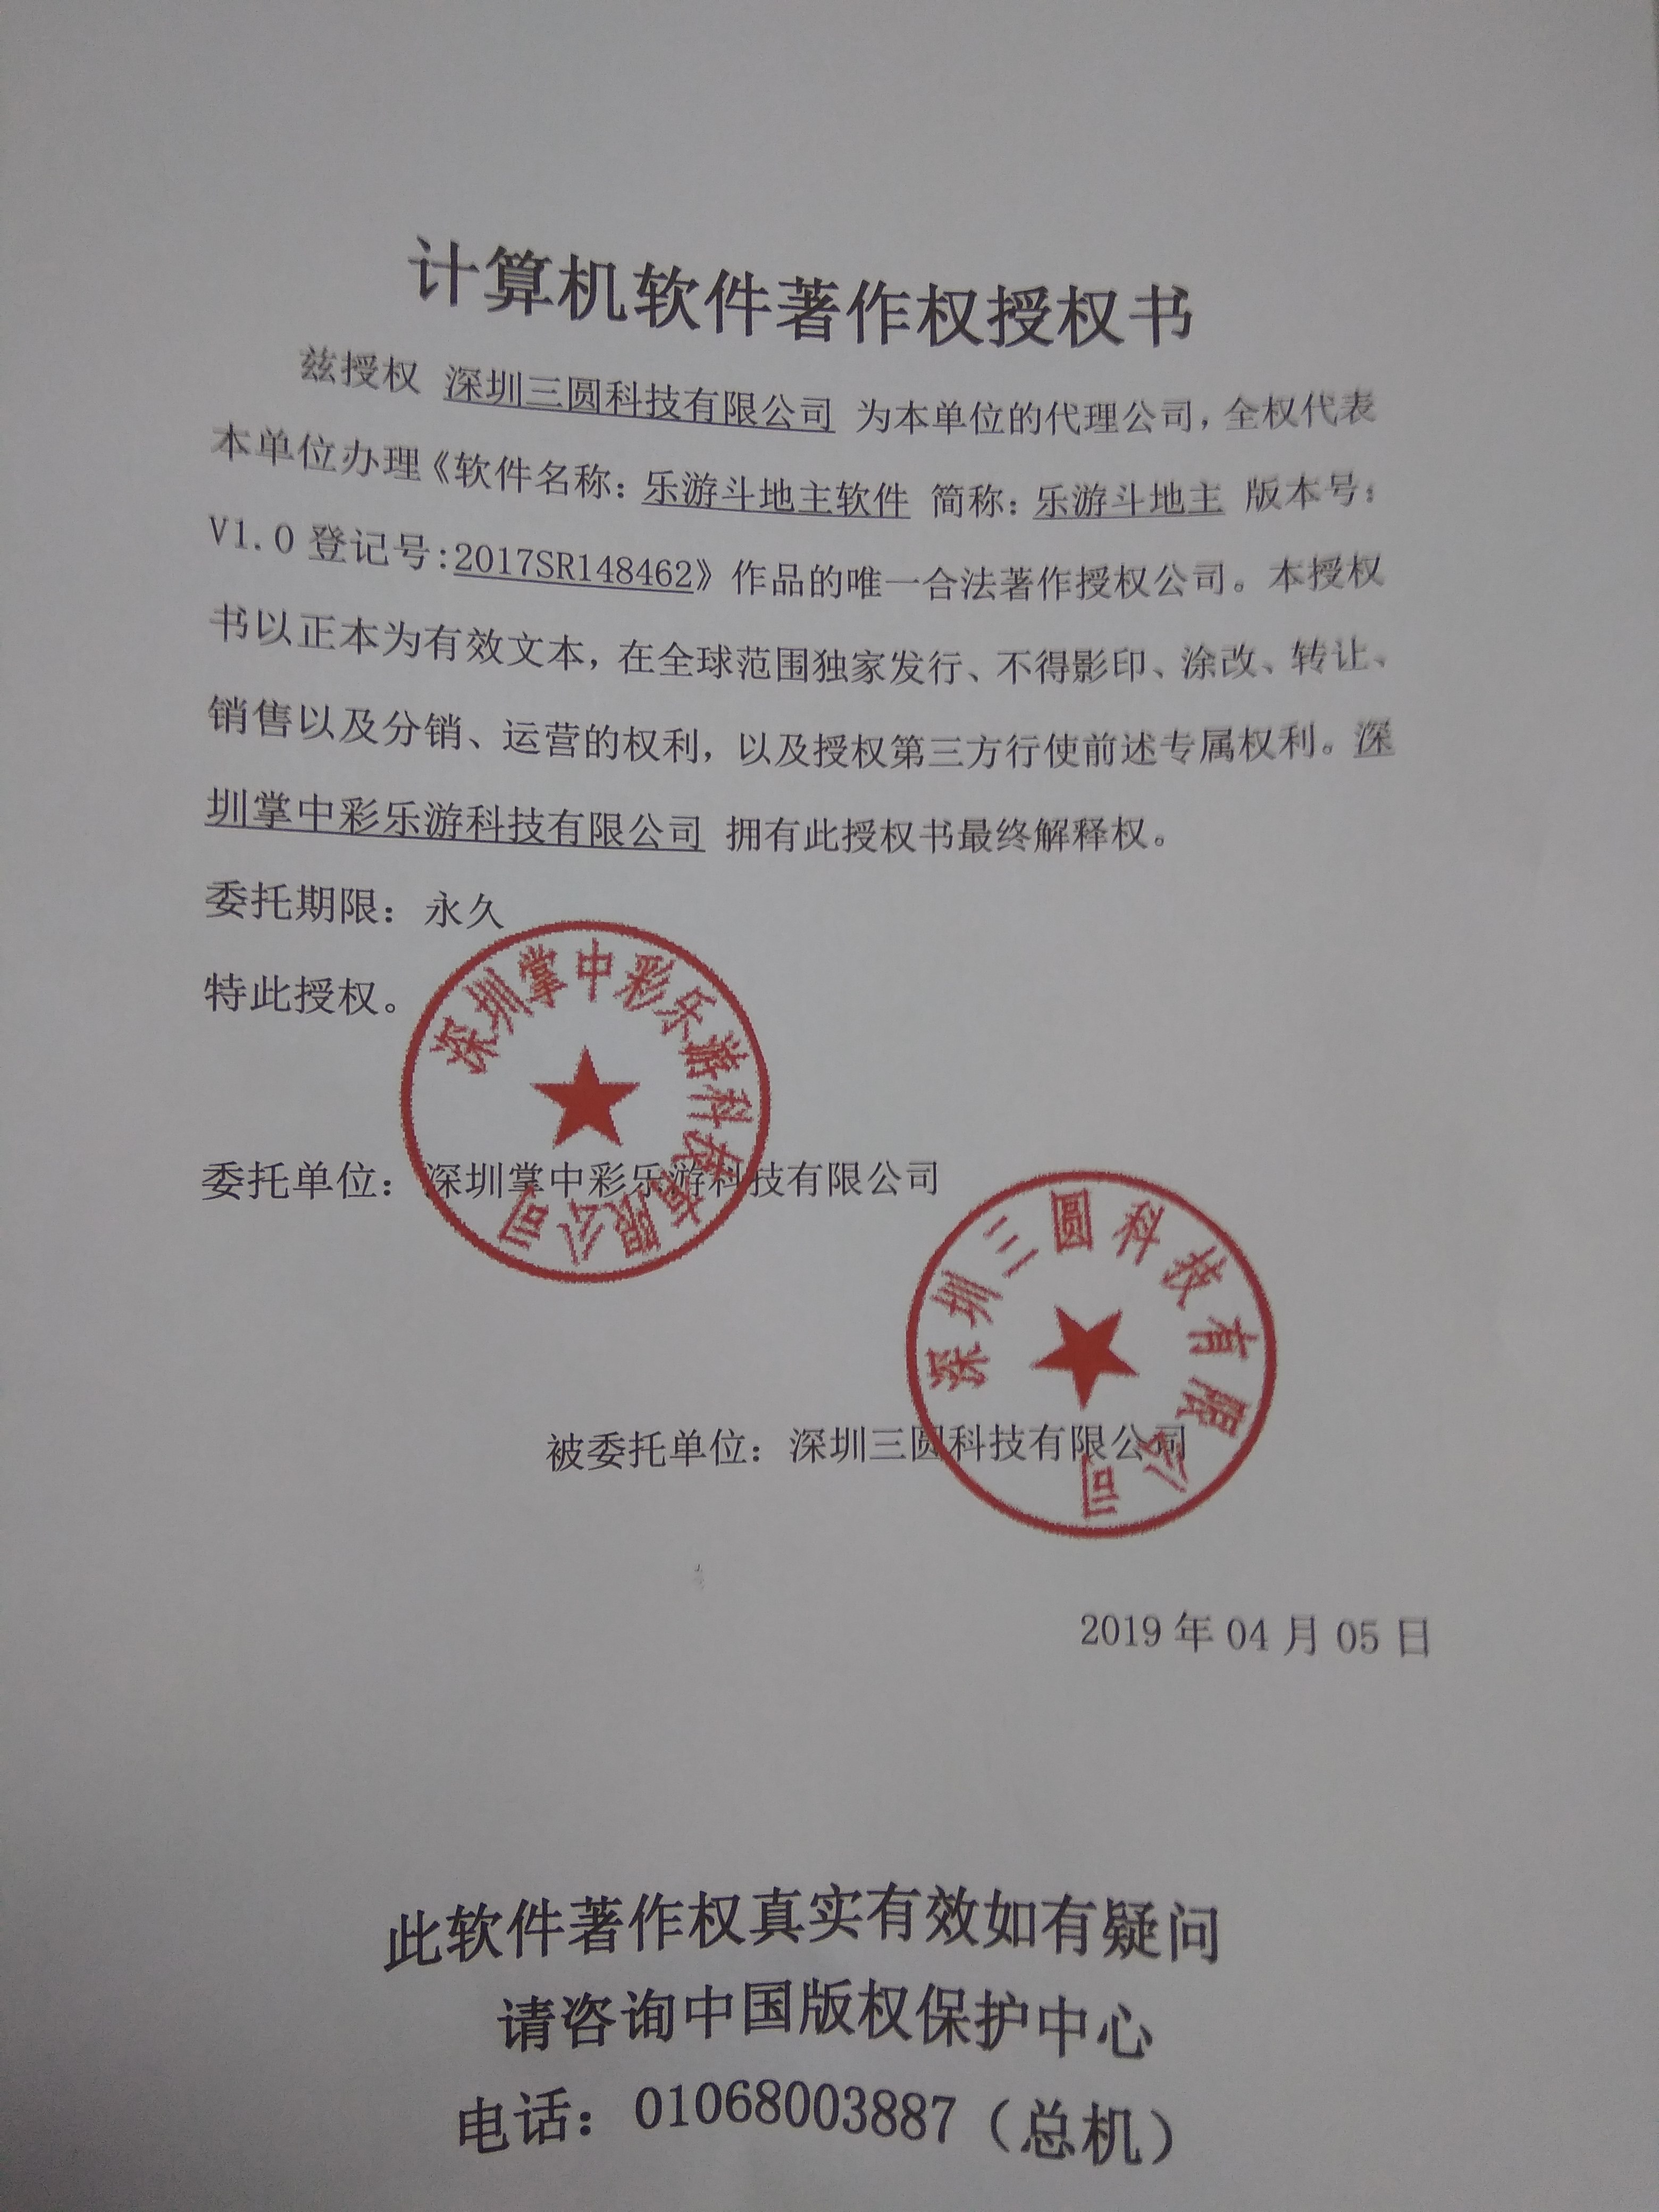 计算机软件著作权授权书
兹授权 深圳三圆科技有限公司 为本单位的代理公司，全权代表
本单位办理《软件名称：乐游斗地主软件 简称：乐游斗地主 版本号：
V1.0 登记号:2017SR148462》作品的唯一合法著作授权公司。本授权
书以正本为有效文本，在全球范围独家发行、不得影印、涂改、转让、
销售以及分销、运营的权利，以及授权第三方行使前述专属权利。深
圳掌中彩乐游科技有限公司 拥有此授权书最终解释权。
委托期限：永久
特此授权。
深圳掌中彩乐游科技有限公司
委托单位：深圳掌中彩乐游科技有限公司
深圳三圆科技有限公司
被委托单位：深圳三圆科技有限公司
2019 年 04 月 05 日
此软件著作权真实有效如有疑问
请咨询中国版权保护中心
电话：01068003887（总机）